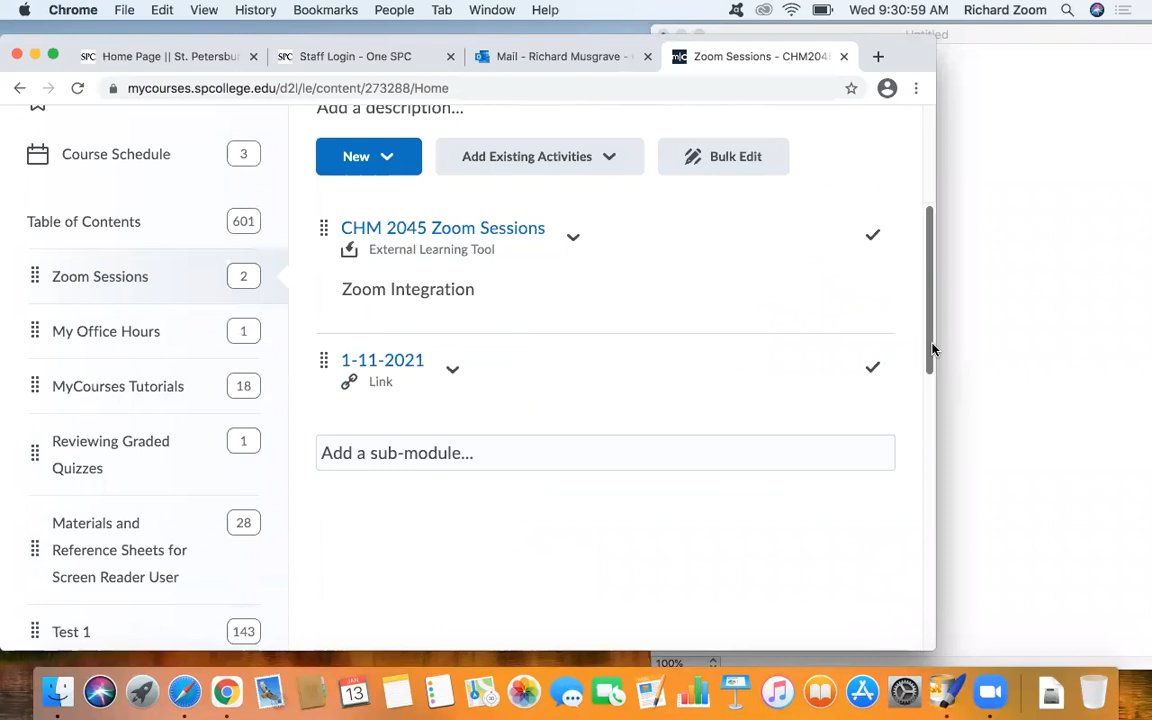 Chrome File Edit View History Bookmarks People Tab Window Help Wed 9:30:59 AM Richard Zoom
Untitled
SPC Home Page || St. Petersbu SPC Staff Login - One SPC Mail - Richard Musgrave - Zoom Sessions - CHM2045
mycourses.spcollege.edu/d2l/le/content/273288/Home
Add a description...
Course Schedule 3
New Add Existing Activities Bulk Edit
Table of Contents 601
CHM 2045 Zoom Sessions
External Learning Tool
Zoom Sessions 2
Zoom Integration
My Office Hours 1
1-11-2021
Link
MyCourses Tutorials 18
Reviewing Graded
Quizzes
1
Add a sub-module...
Materials and
Reference Sheets for
Screen Reader User
28
Test 1 143
100%
JAN
13